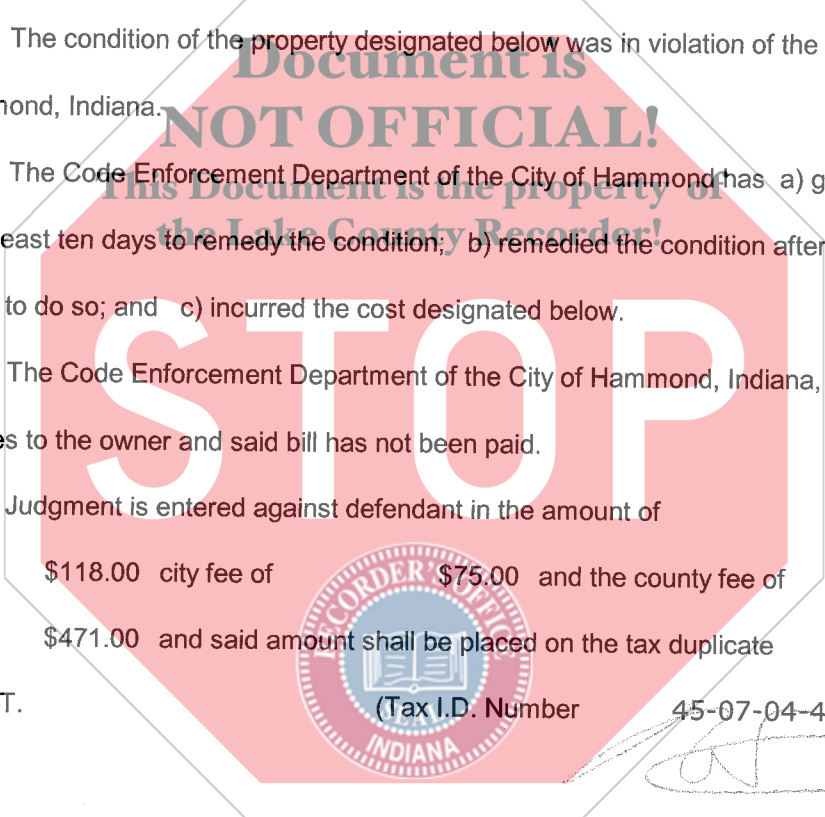 The condition of the property designated below was in violation of the
Document is
ond, Indiana.
NOT OFFICIAL!
The Code Enforcement Department of the City of Hammond has a) g
This Document is the property of
east ten days to remedy the condition; b) remedied the condition after
the Lake County Recorder!
to do so; and c) incurred the cost designated below.
STOP
The Code Enforcement Department of the City of Hammond, Indiana,
es to the owner and said bill has not been paid.
Judgment is entered against defendant in the amount of
$118.00 city fee of $75.00 and the county fee of
$471.00 and said amount shall be placed on the tax duplicate
T. (Tax I.D. Number 45-07-04-4
RECORDER'S OFFICE
SEAL
INDIANA